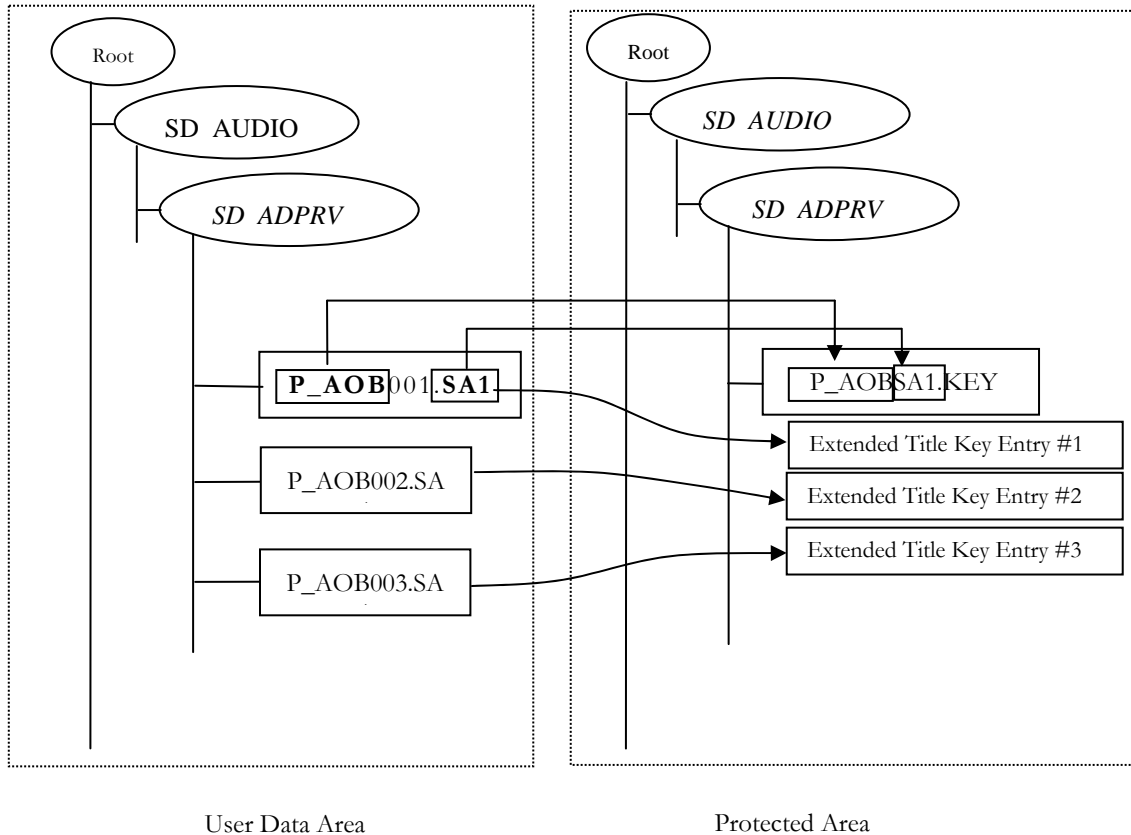 Root
SD AUDIO
SD ADPRV
P_AOB001.SA1
P_AOB002.SA
P_AOB003.SA
User Data Area
Root
SD AUDIO
SD ADPRV
P_AOBSA1.KEY
Extended Title Key Entry #1
Extended Title Key Entry #2
Extended Title Key Entry #3
Protected Area